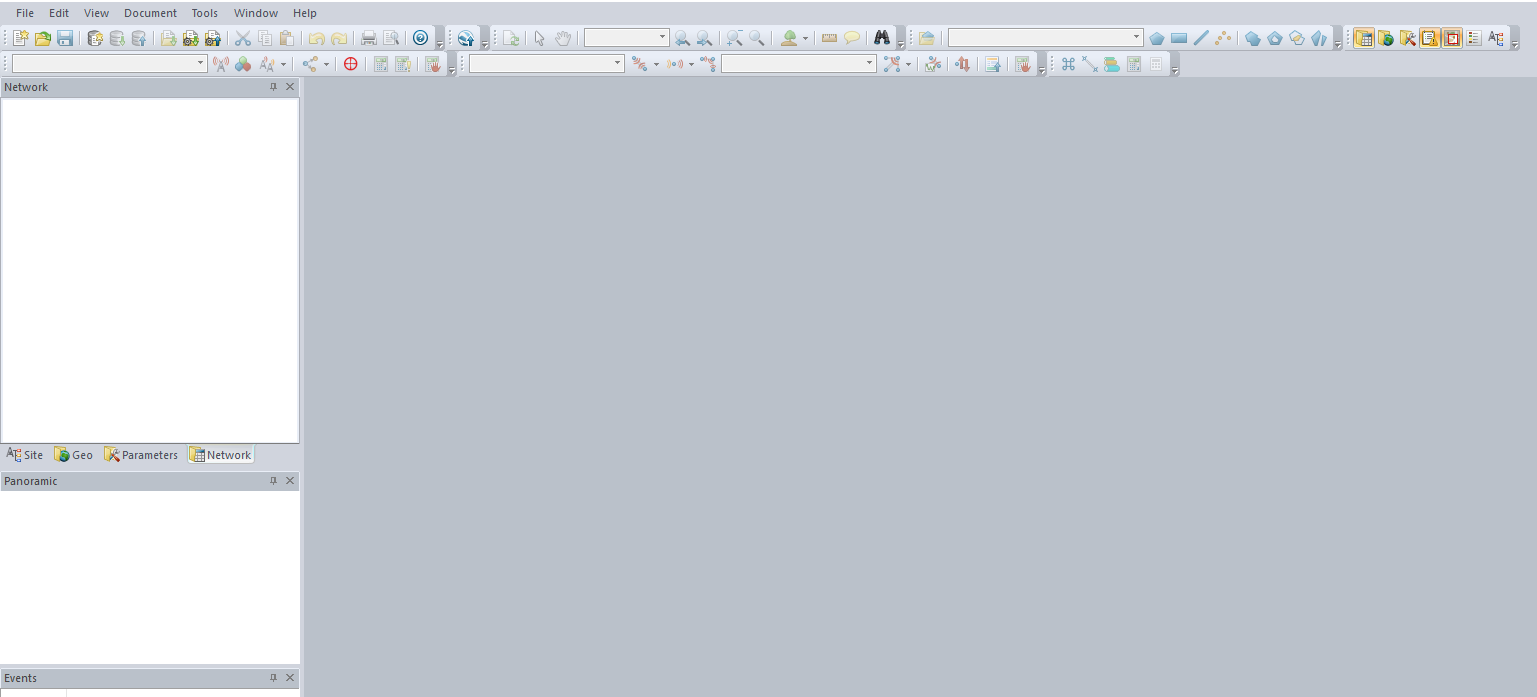 File Edit View Document Tools Window Help
Network
Site Geo Parameters Network
Panoramic
Events